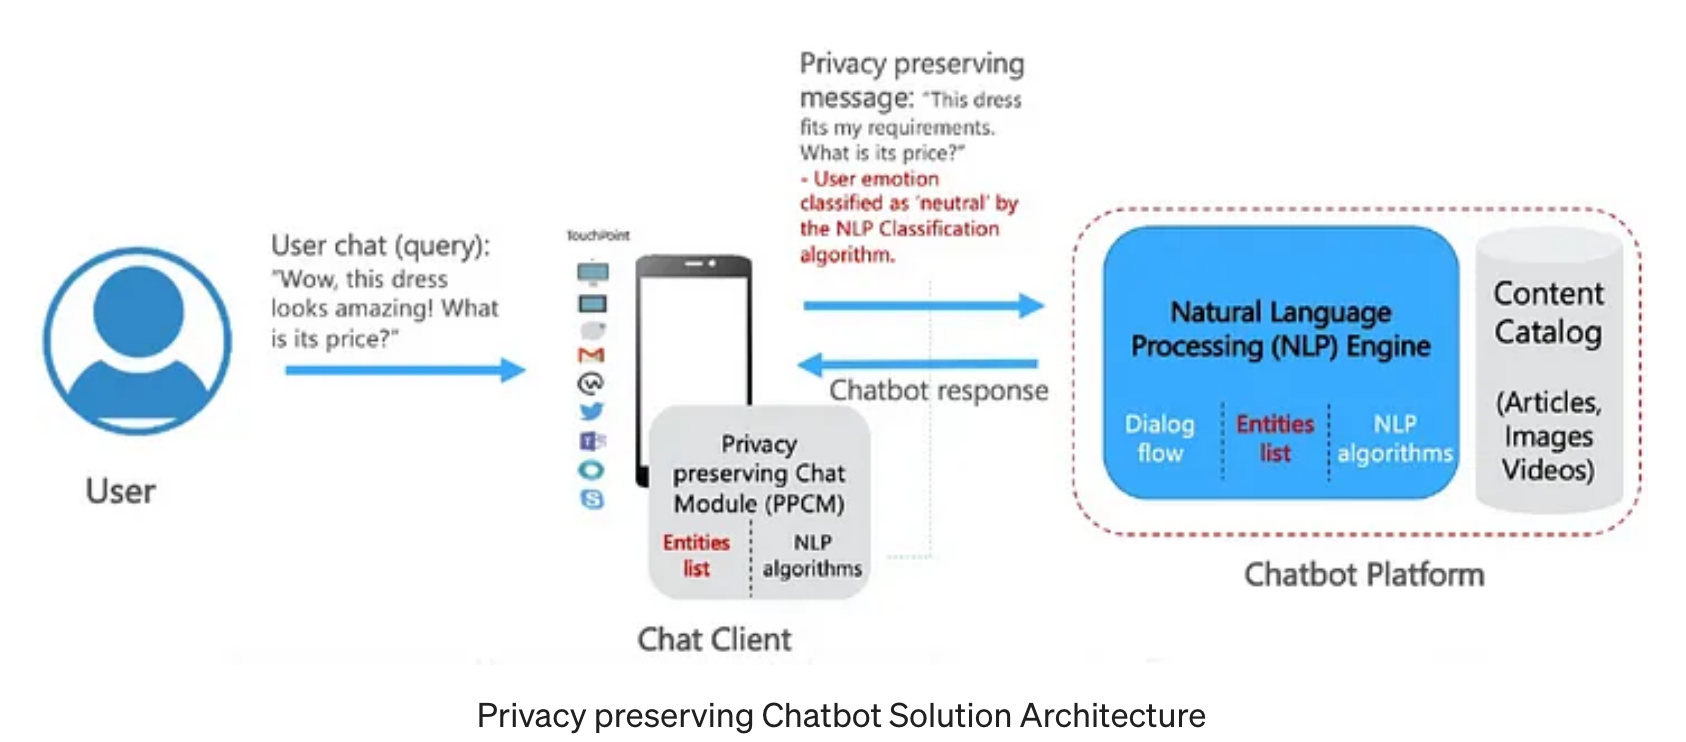 Privacy preserving
message: "This dress
fits my requirements.
What is its price?"
- User emotion
classified as 'neutral' by
the NLP Classification
algorithm.
User chat (query):
"Wow, this dress
looks amazing! What
is its price?"
TouchPoint
User
Privacy
preserving Chat
Module (PPCM)
Entities
list
NLP
algorithms
Chat Client
Chatbot response
Natural Language
Processing (NLP) Engine
Dialog
flow
Entities
list
NLP
algorithms
Content
Catalog
(Articles,
Images
Videos)
Chatbot Platform
Privacy preserving Chatbot Solution Architecture